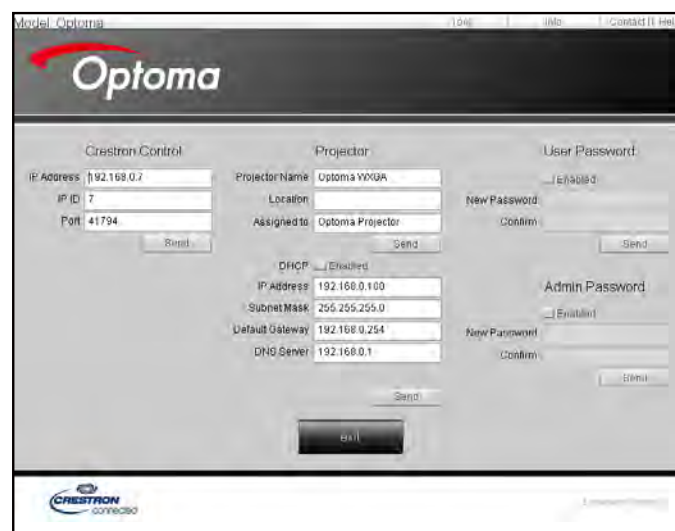 Model: Optoma
Tools Info Contact IT Hel
Optoma
Crestron Control
IP Address 192.168.0.7
IP ID 7
Port 41794
Send
Projector
Projector Name Optoma WXGA
Location
Assigned to Optoma Projector
Send
DHCP Enabled
IP Address 192.168.0.100
Subnet Mask 255.255.255.0
Default Gateway 192.168.0.254
DNS Server 192.168.0.1
Send
User Password
Enabled
New Password
Confirm
Send
Admin Password
Enabled
New Password
Confirm
Send
exit
CRESTRON
connected